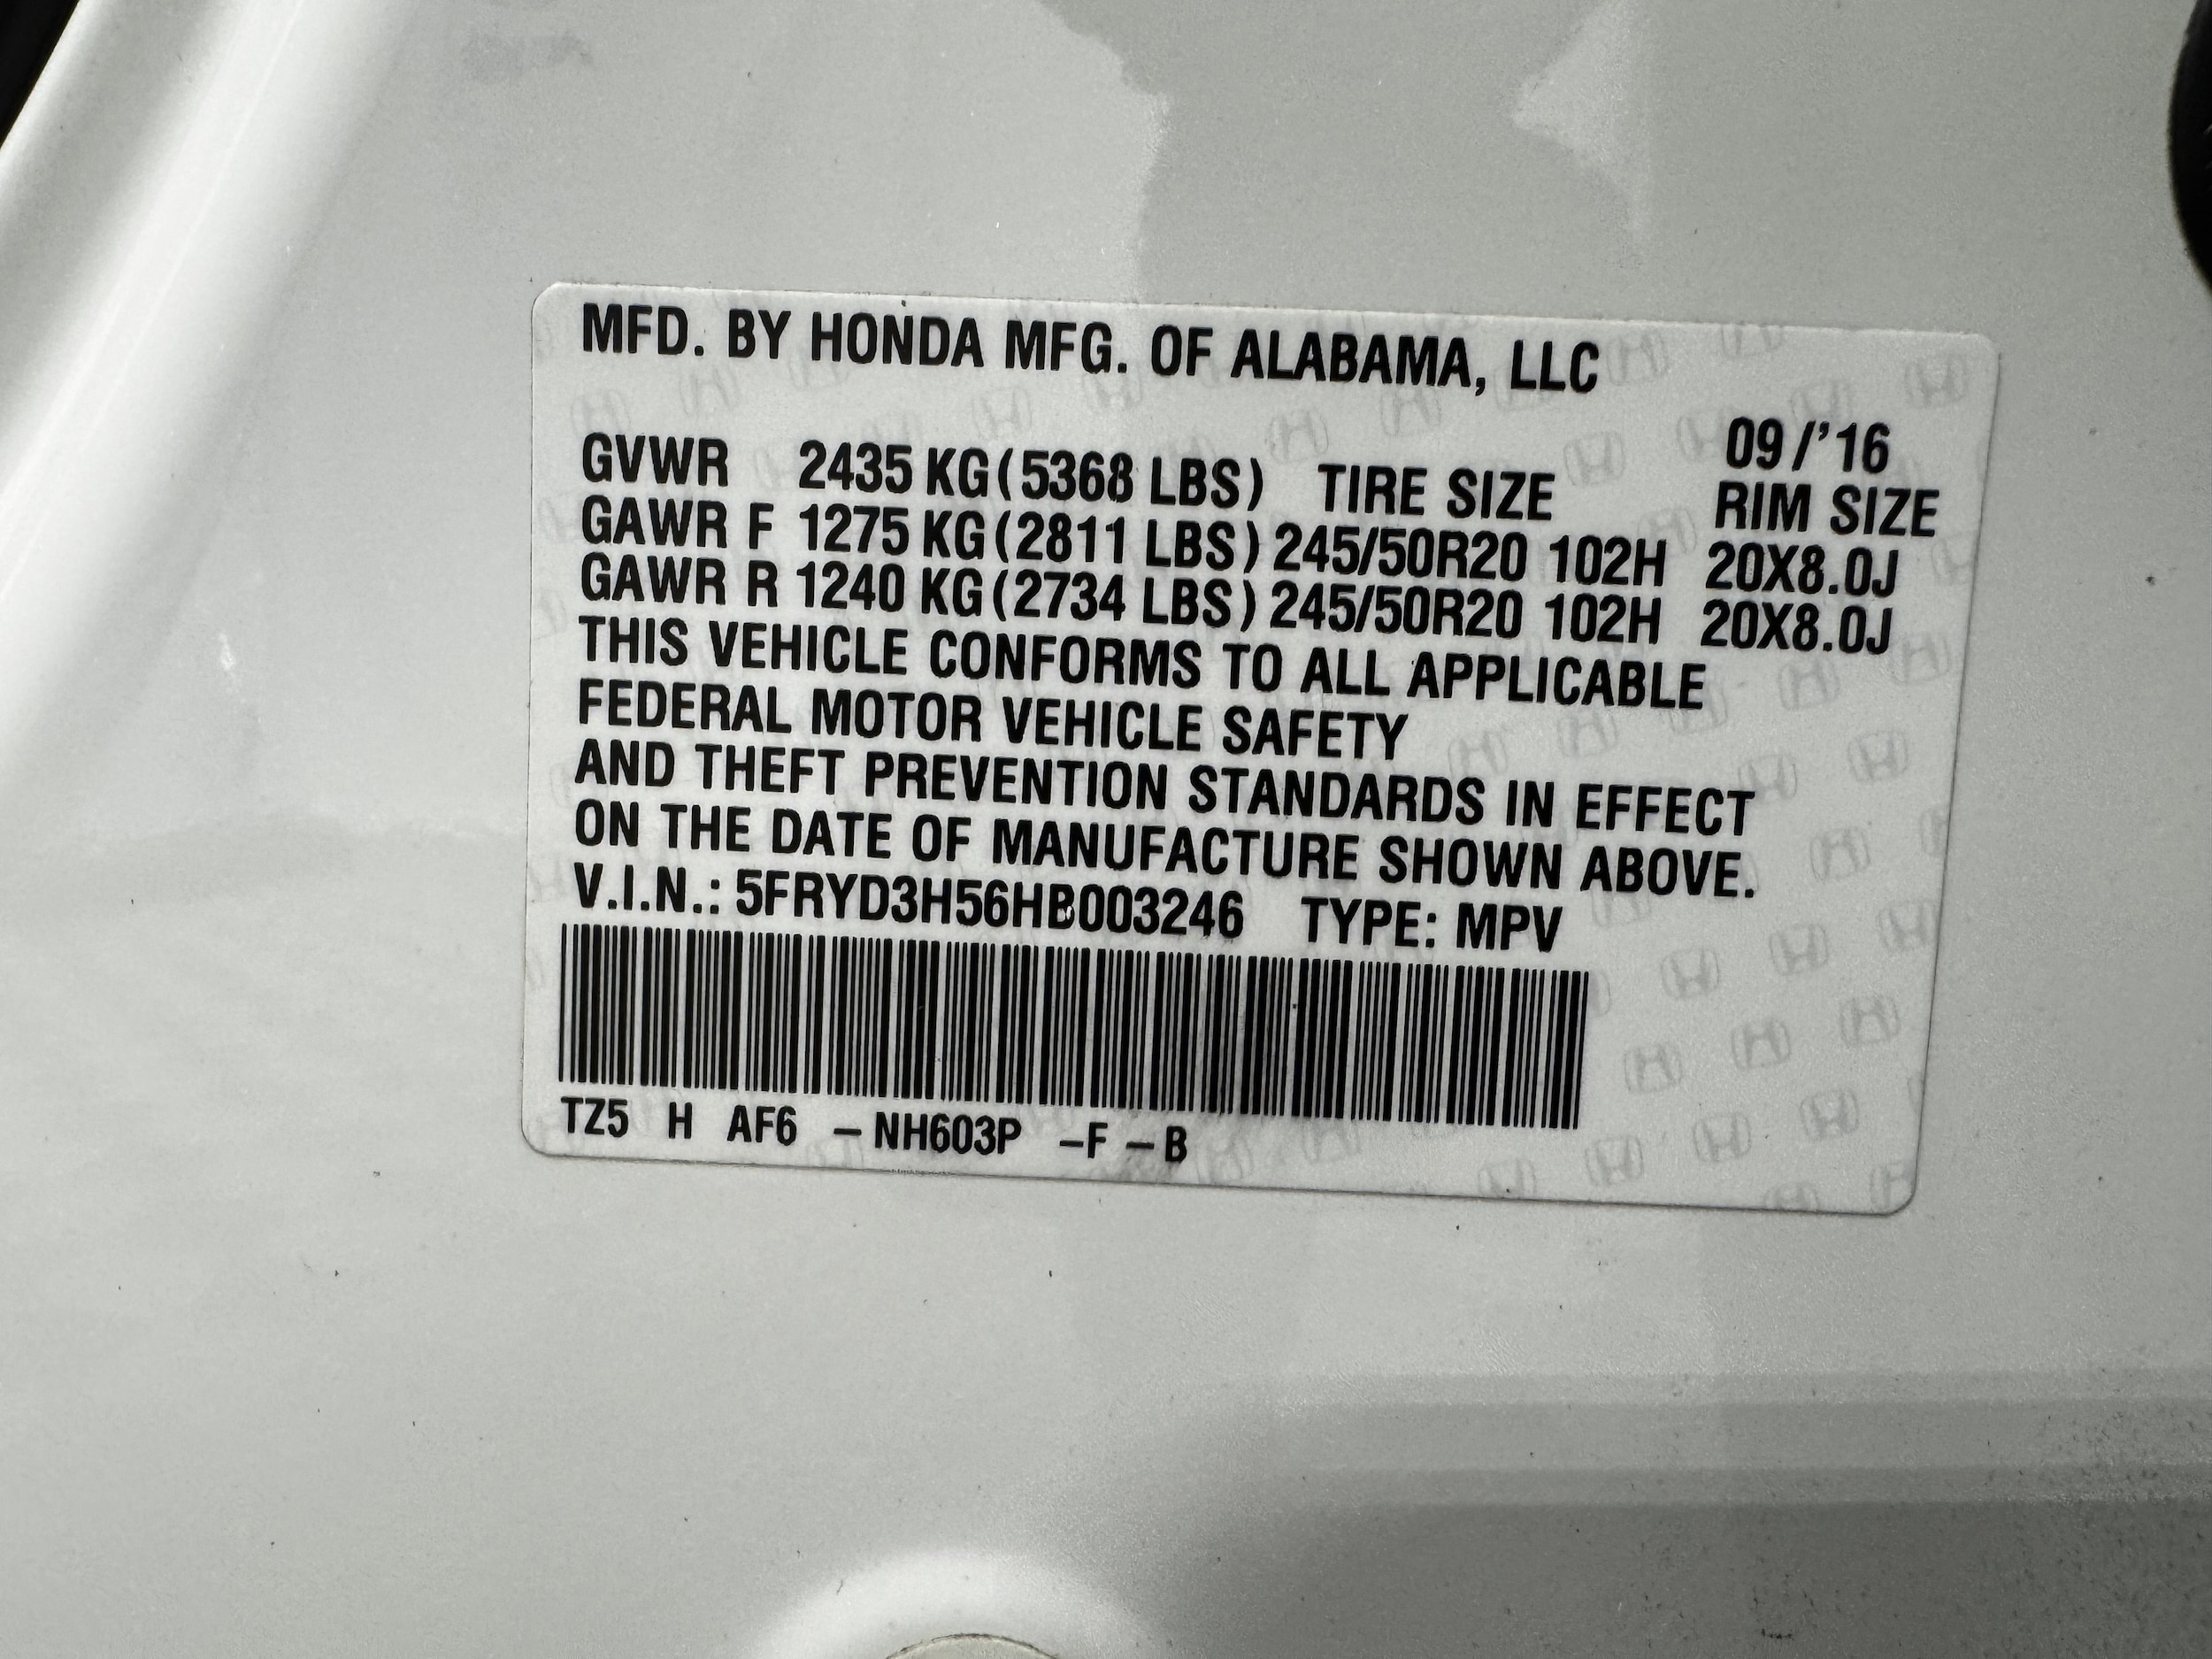 MFD. BY HONDA MFG. OF ALABAMA, LLC
09/'16
GVWR 2435 KG(5368 LBS) TIRE SIZE RIM SIZE
GAWR F 1275 KG(2811 LBS) 245/50R20 102H 20X8.0J
GAWR R 1240 KG(2734 LBS) 245/50R20 102H 20X8.0J
THIS VEHICLE CONFORMS TO ALL APPLICABLE
FEDERAL MOTOR VEHICLE SAFETY
AND THEFT PREVENTION STANDARDS IN EFFECT
ON THE DATE OF MANUFACTURE SHOWN ABOVE.
V.I.N.: 5FRYD3H56HB003246 TYPE: MPV
TZ5 H AF6 –NH603P –F –B